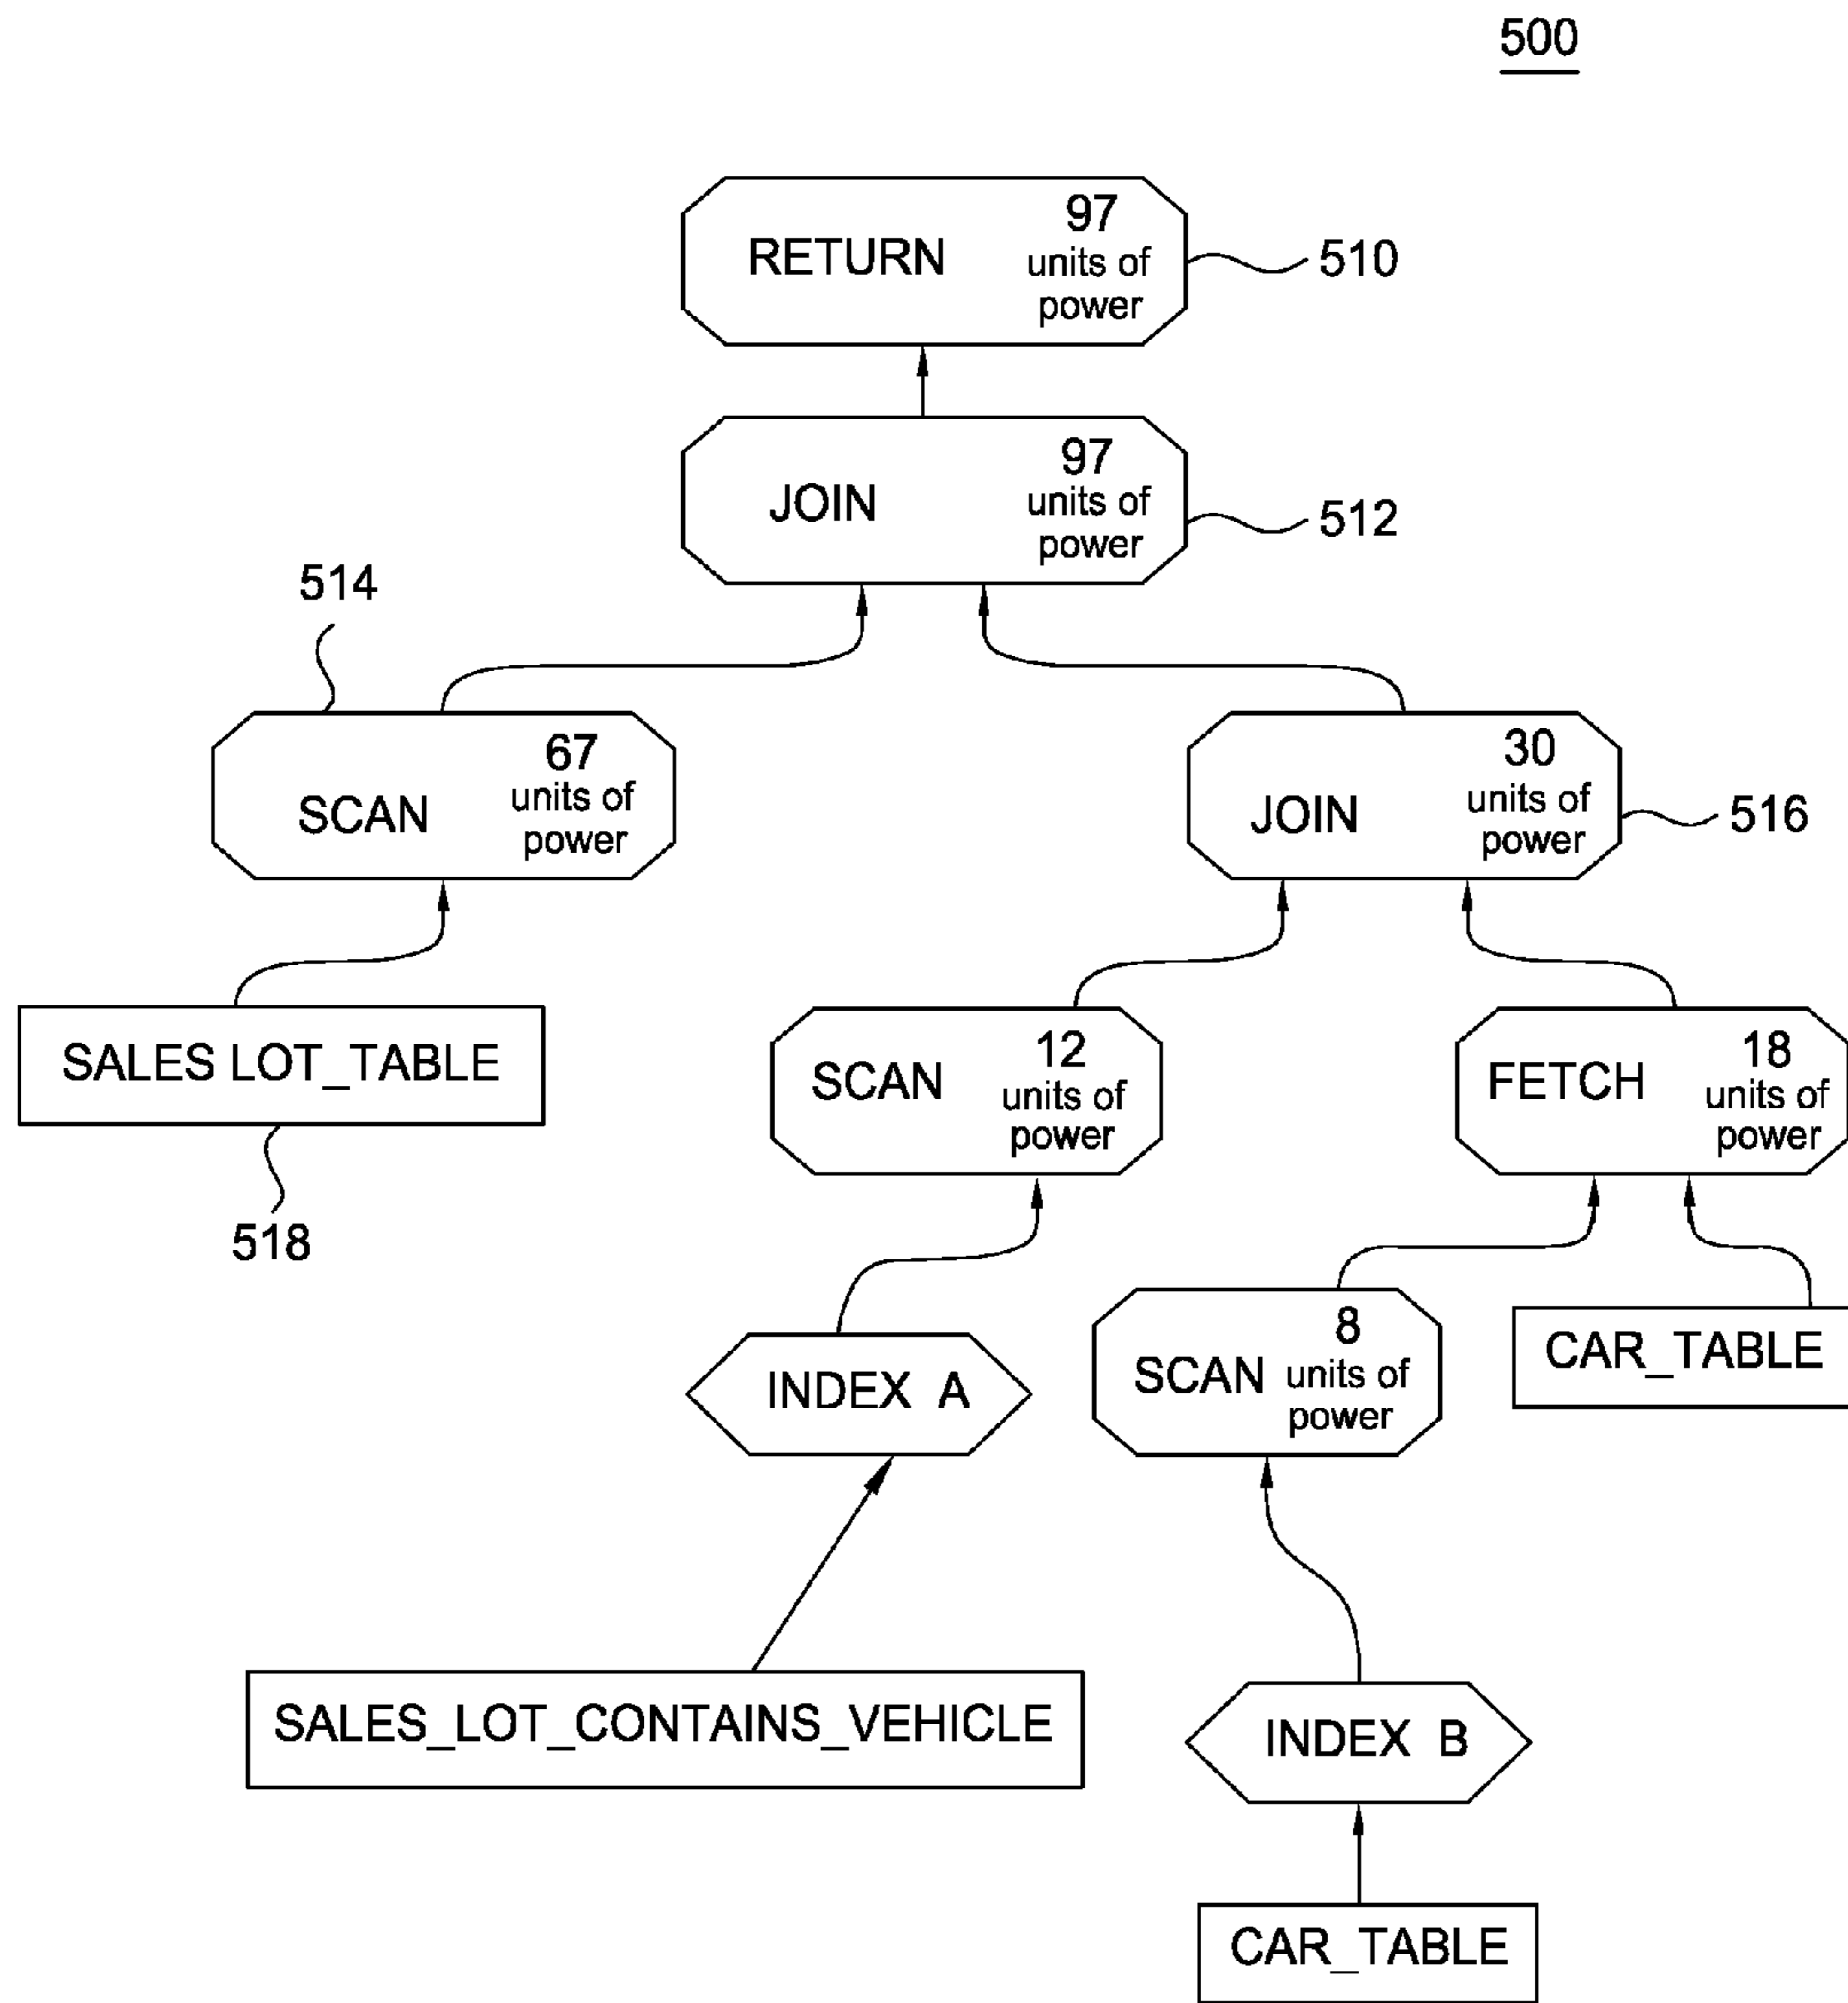 500
97
RETURN
units of
power
510
97
JOIN
units of
power
512
514
67
SCAN
units of
power
30
JOIN
units of
power
516
SALES LOT_TABLE
518
12
SCAN
units of
power
18
FETCH
units of
power
INDEX A
8
SCAN
units of
power
CAR_TABLE
SALES_LOT_CONTAINS_VEHICLE
INDEX B
CAR_TABLE